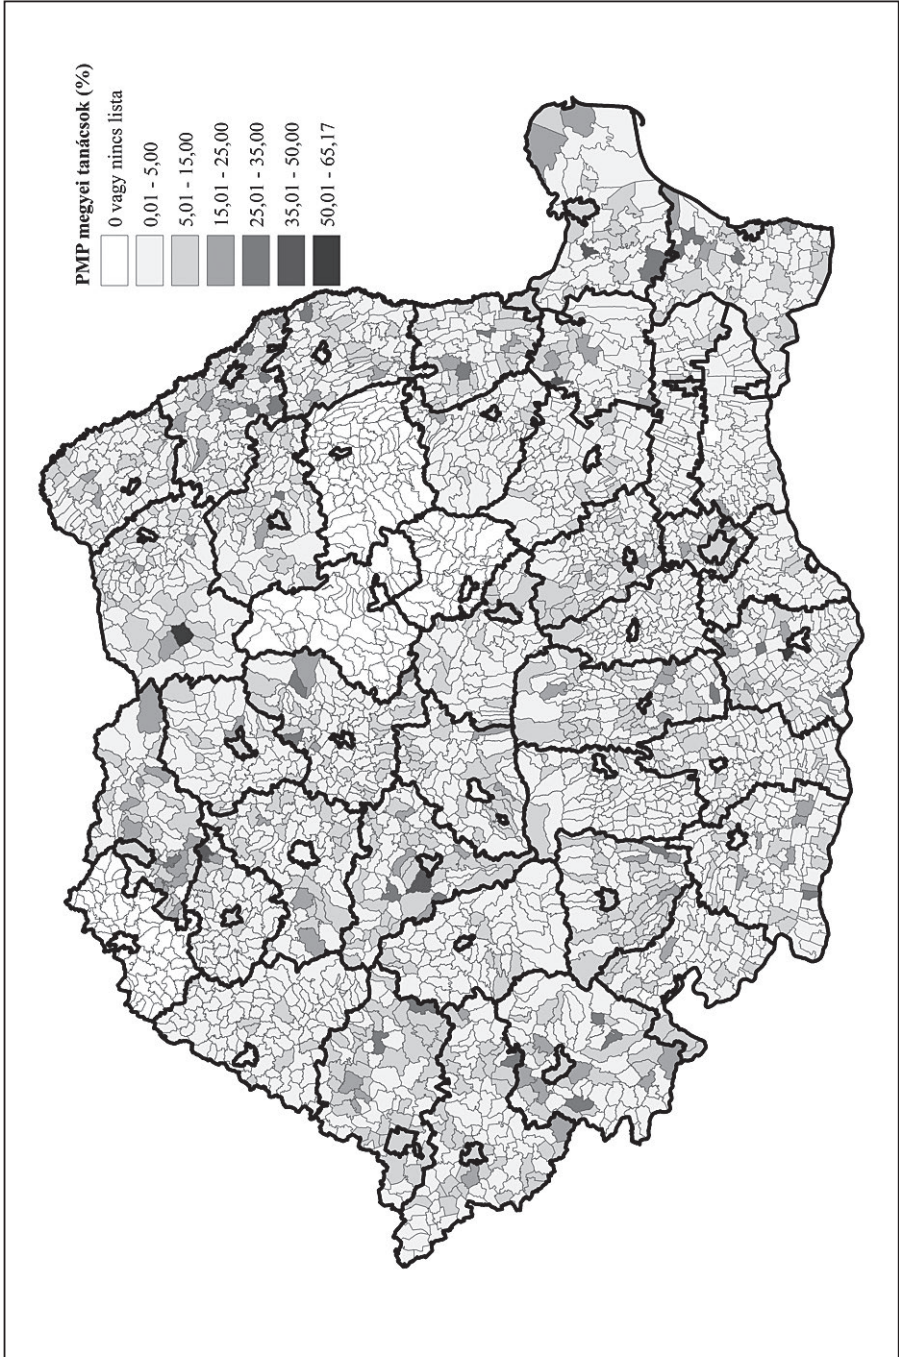 PMP megyei tanácsok (%)
0 vagy nincs lista
0,01 - 5,00
5,01 - 15,00
15,01 - 25,00
25,01 - 35,00
35,01 - 50,00
50,01 - 65,17